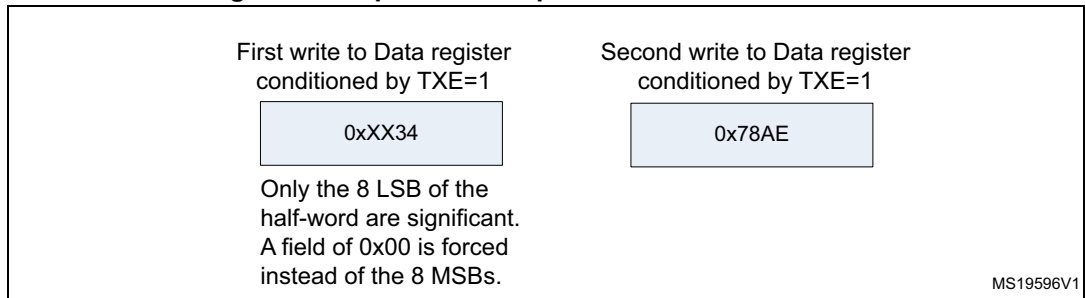 First write to Data register
conditioned by TXE=1
0xXX34
Only the 8 LSB of the
half-word are significant.
A field of 0x00 is forced
instead of the 8 MSBs.
Second write to Data register
conditioned by TXE=1
0x78AE
MS19596V1